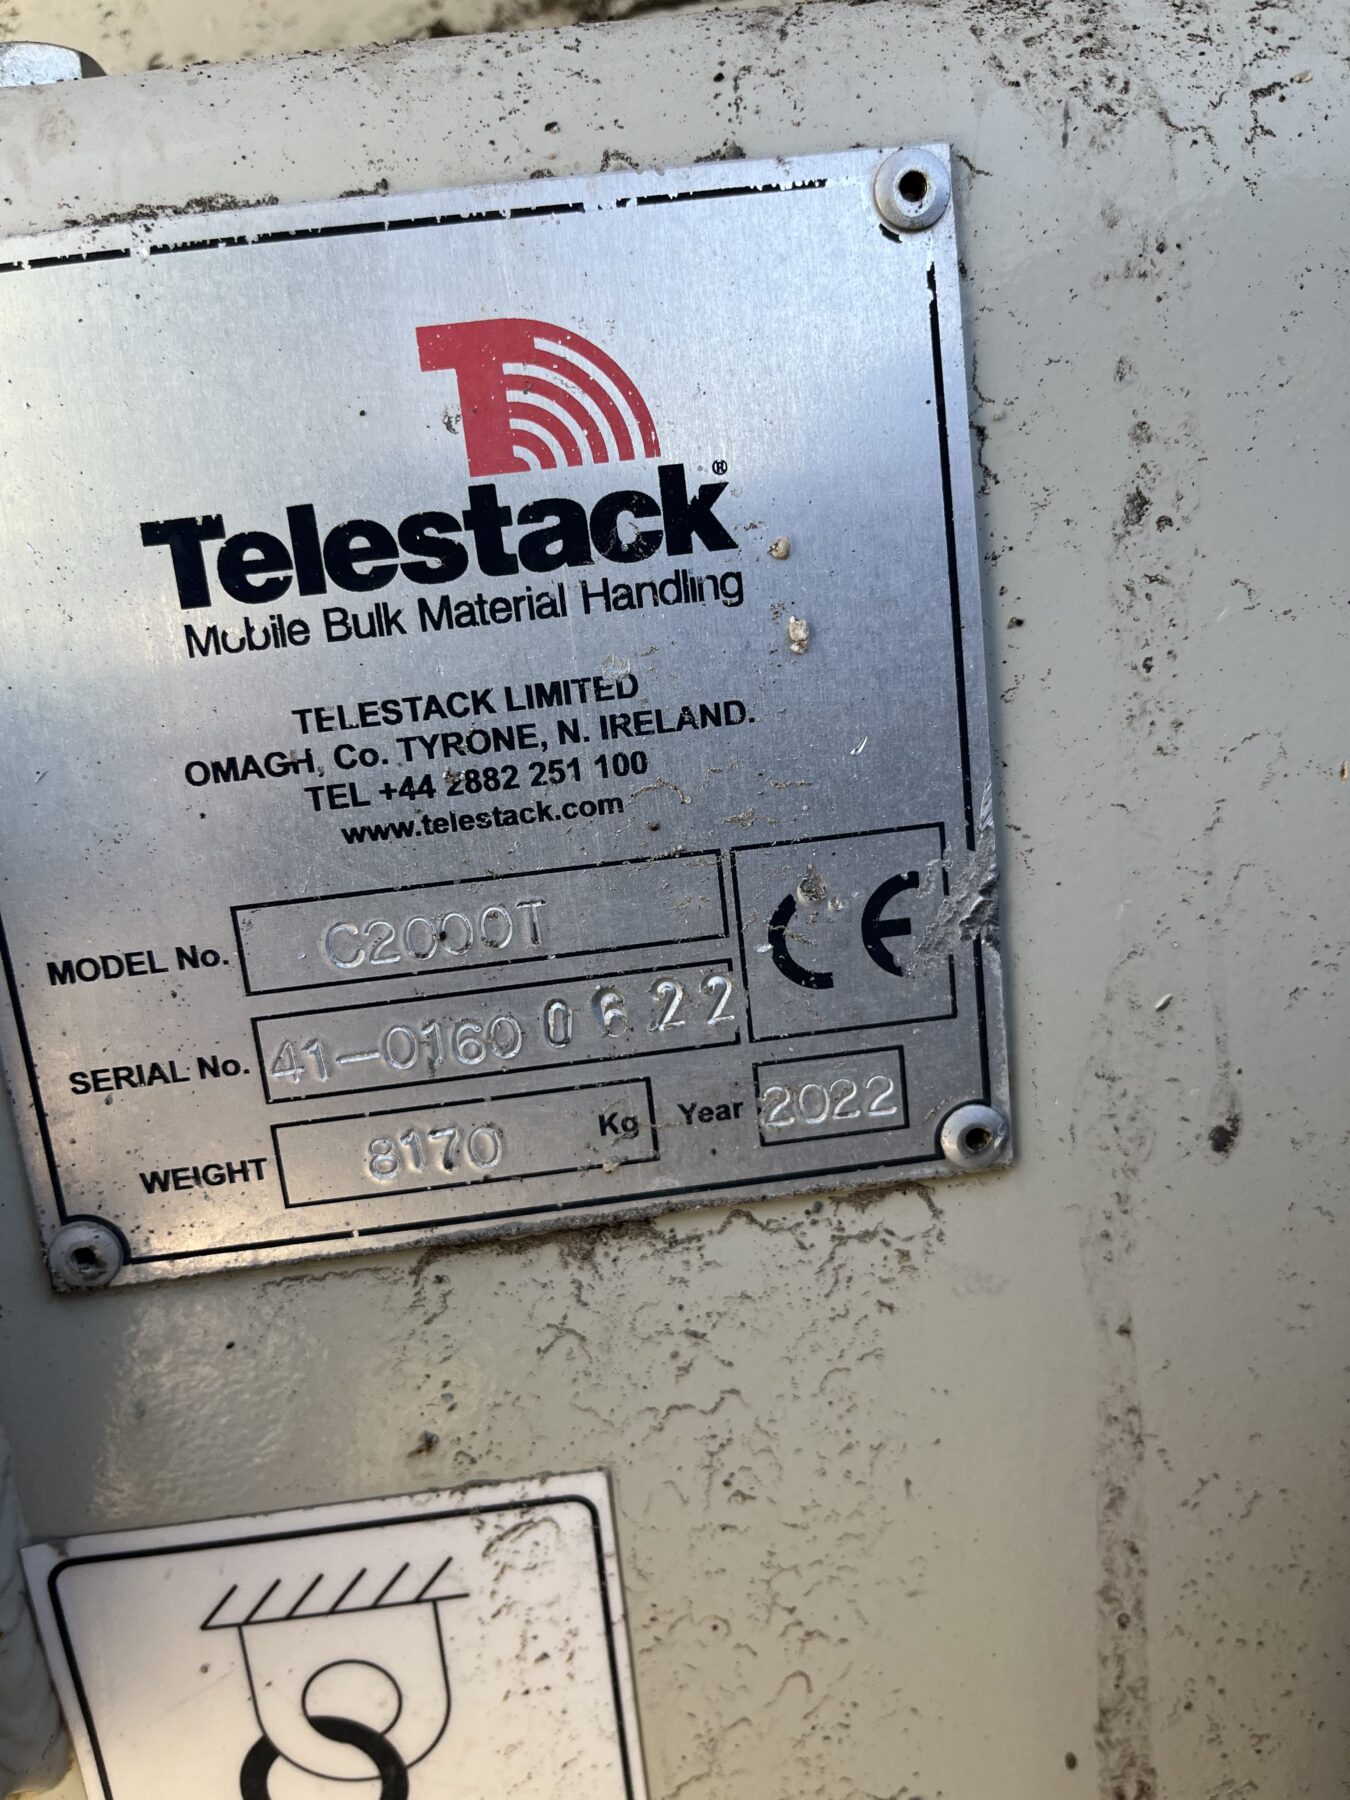 Telestack®
Mobile Bulk Material Handling
TELESTACK LIMITED
OMAGH, Co. TYRONE, N. IRELAND.
TEL +44 2882 251 100
www.telestack.com
MODEL No. C2000T
SERIAL No. 41-0160 0622
CE
WEIGHT 8170 Kg Year 2022